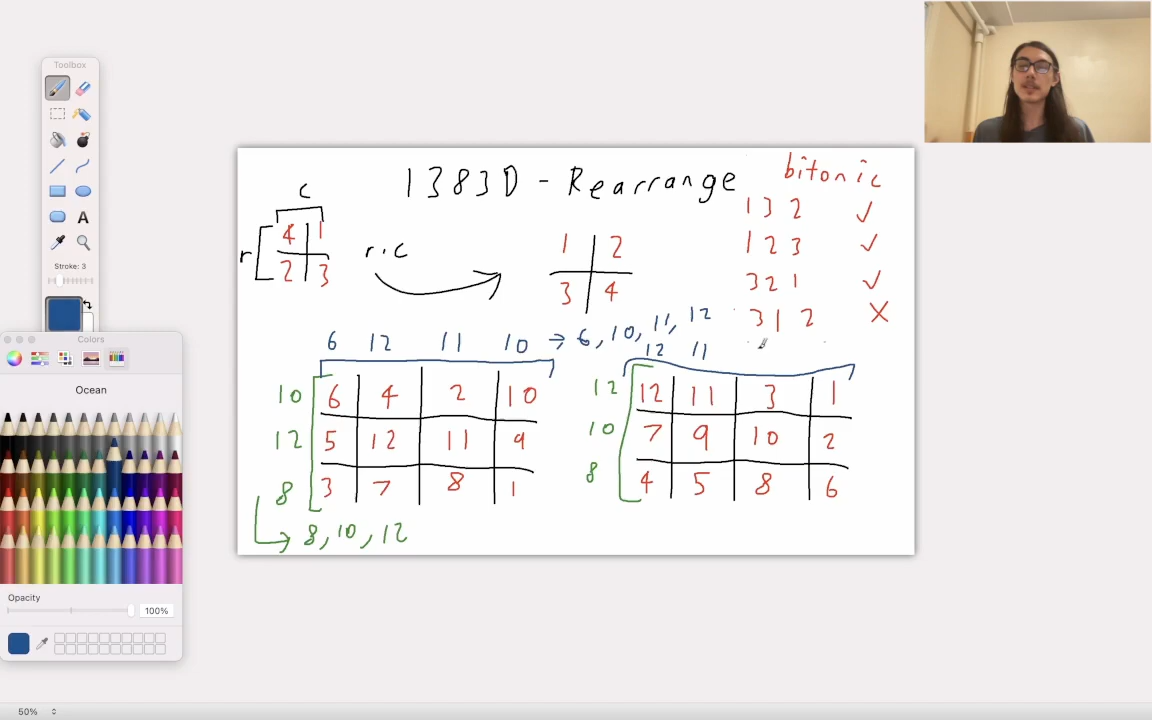 Toolbox
A
Stroke: 3
Colors
Ocean
Opacity
100%
50%
1383D - Rearrange
bitonic
1 3 2 ✓
1 2 3 ✓
3 2 1 ✓
3 1 2 X
c
r
4 1
2 3
r·c
1 2
3 4
6 12 11 10 → 6, 10, 11, 12
10 6 4 2 10
12 5 12 11 9
8 3 7 8 1
→ 8, 10, 12
12 11
12 12 11 3 1
10 7 9 10 2
8 4 5 8 6